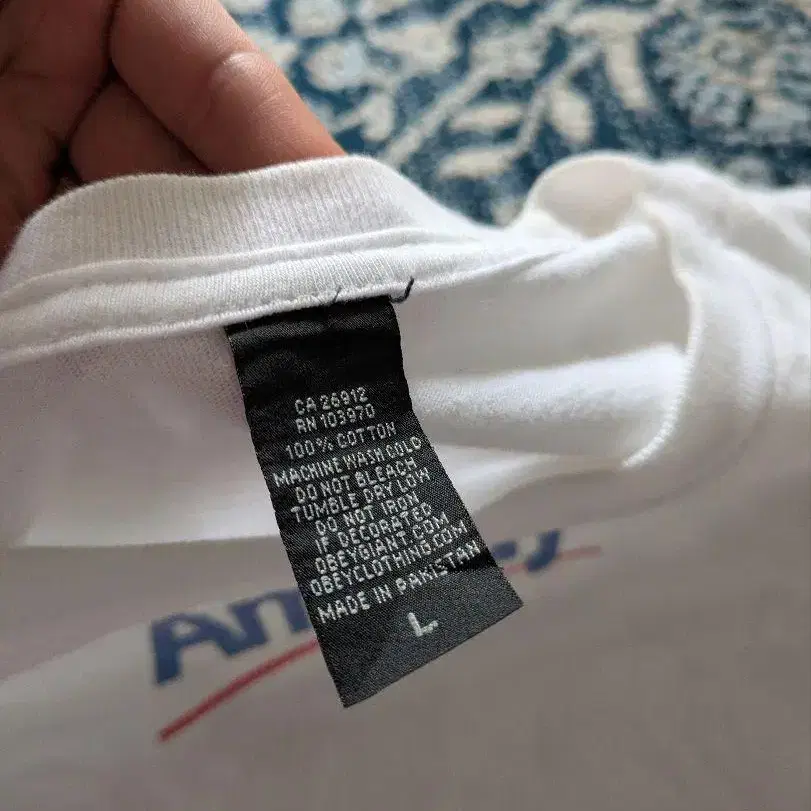 CA 26912
RN 103970
100% COTTON
MACHINE WASH COLD
DO NOT BLEACH
TUMBLE DRY LOW
DO NOT IRON
IF DECORATED
OBEYGIANT.COM
OBEYCLOTHING.COM
MADE IN PAKISTAN
L